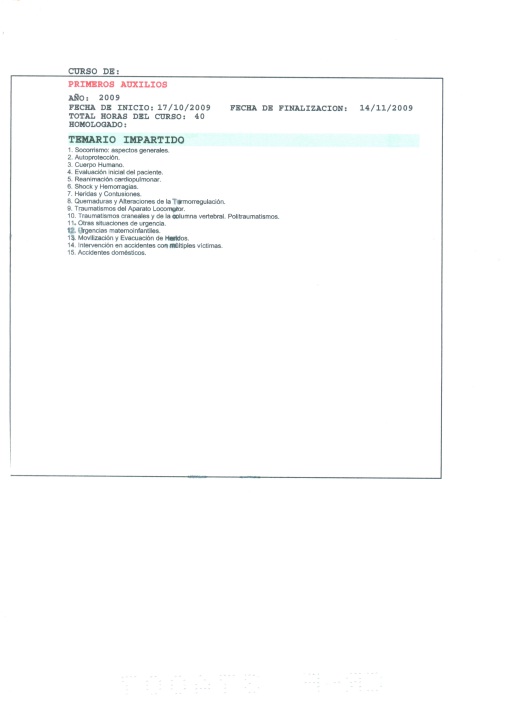 CURSO DE:
PRIMEROS AUXILIOS
AÑO: 2009
FECHA DE INICIO: 17/10/2009 FECHA DE FINALIZACION: 14/11/2009
TOTAL HORAS DEL CURSO: 40
HOMOLOGADO:
TEMARIO IMPARTIDO
1. Socorrismo: aspectos generales.
2. Autoprotección.
3. Cuerpo Humano.
4. Evaluación inicial del paciente.
5. Reanimación cardiopulmonar.
6. Shock y Hemorragias.
7. Heridas y Contusiones.
8. Quemaduras y Alteraciones de la Termorregulación.
9. Traumatismos del Aparato Locomotor.
10. Traumatismos craneales y de la columna vertebral. Politraumatismos.
11. Otras situaciones de urgencia.
12. Urgencias maternoinfantiles.
13. Movilización y Evacuación de Heridos.
14. Intervención en accidentes con múltiples víctimas.
15. Accidentes domésticos.